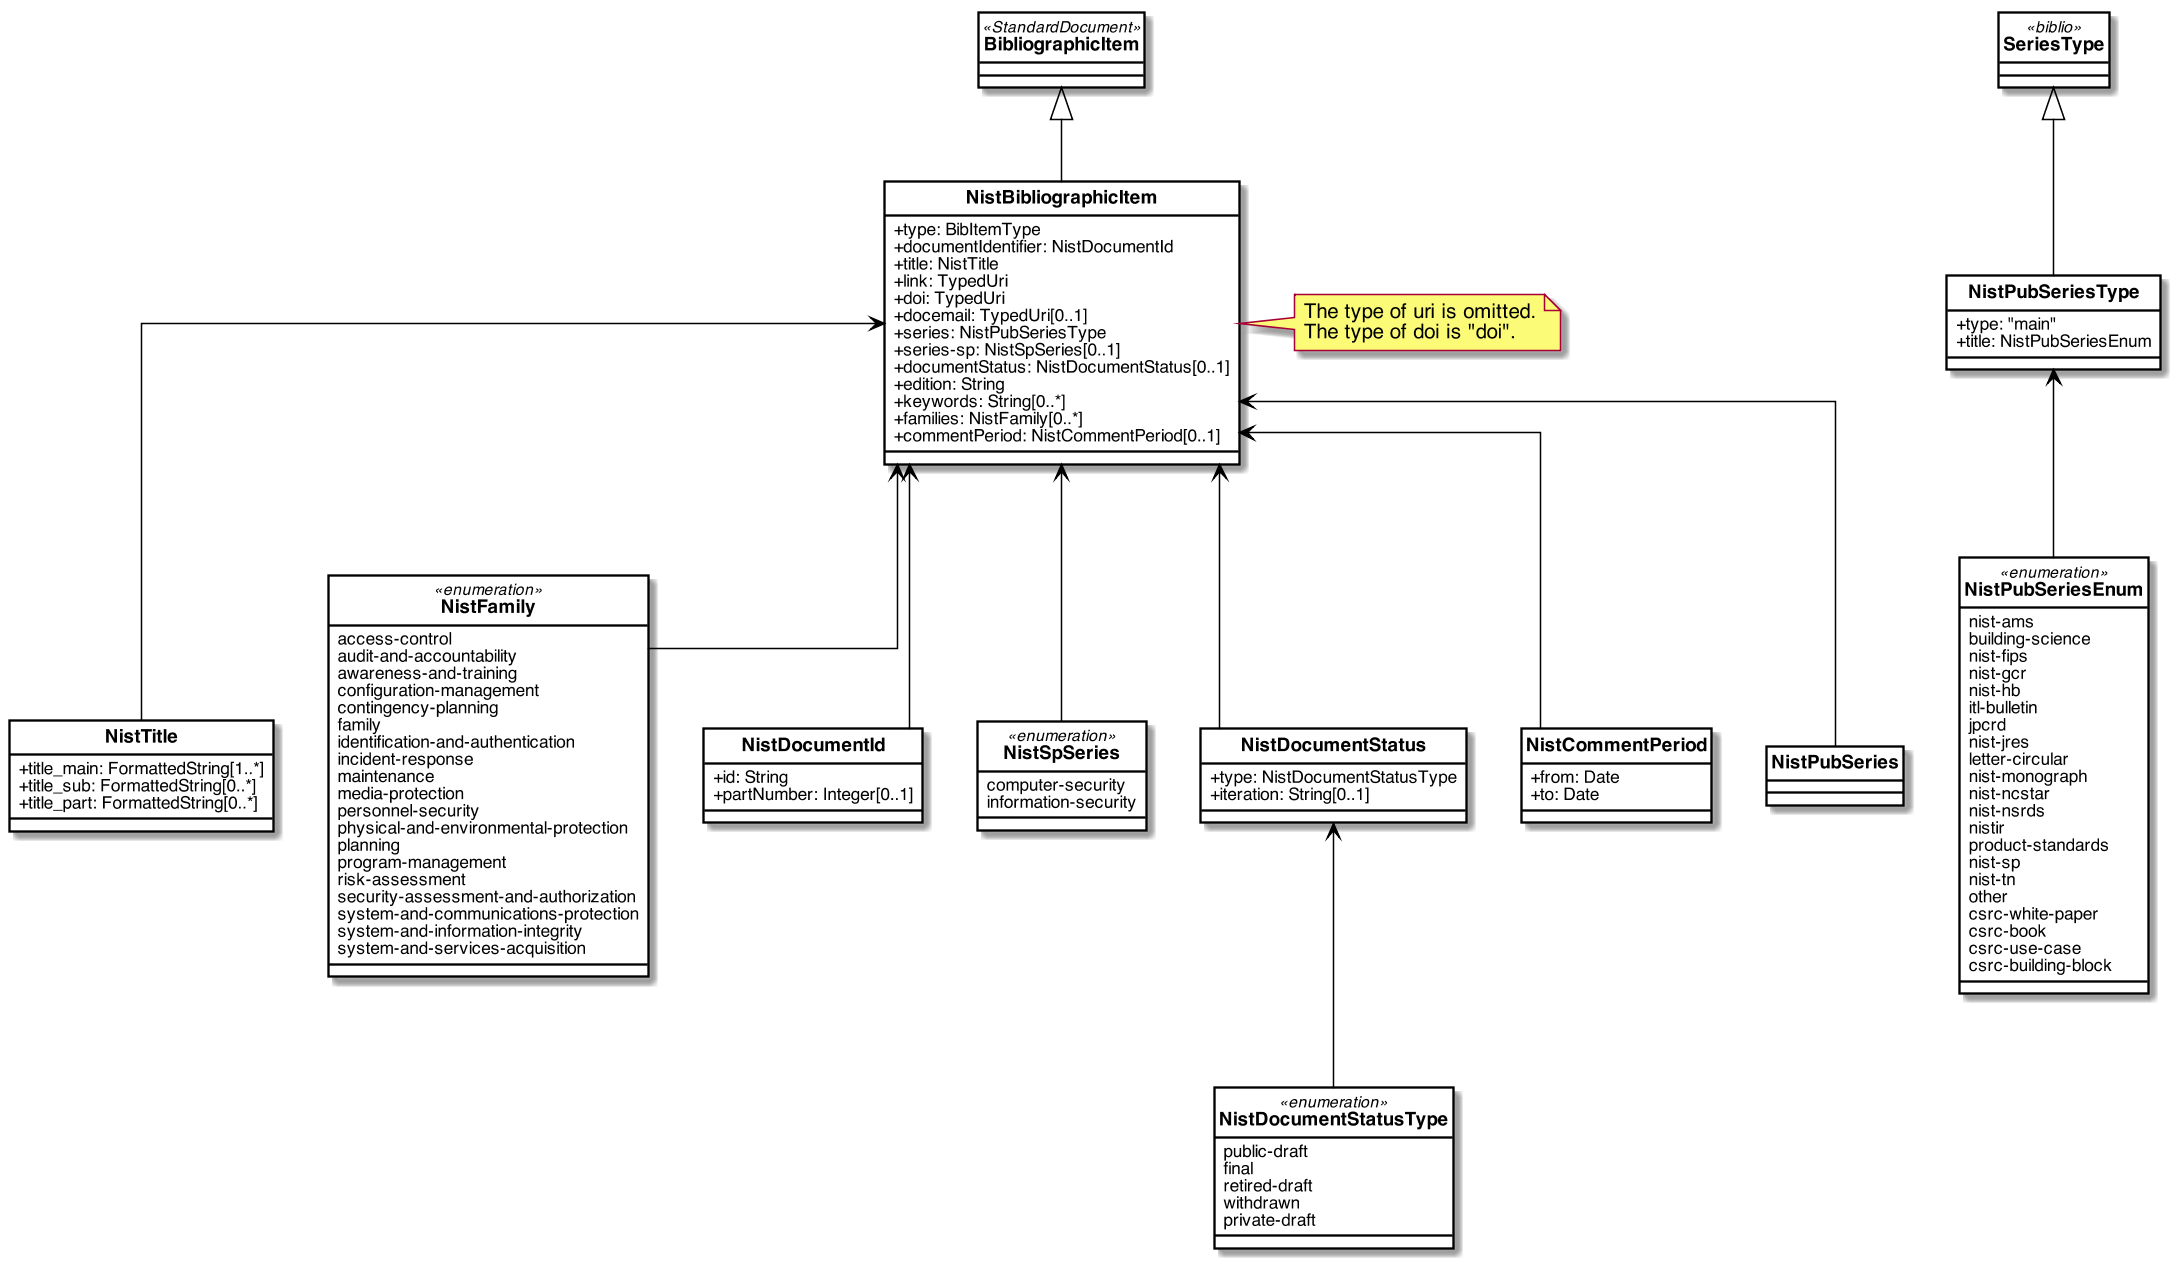 «StandardDocument»
BibliographicItem
«biblio»
SeriesType
NistBibliographicItem
+type: BibItemType
+documentIdentifier: NistDocumentId
+title: NistTitle
+link: TypedUri
+doi: TypedUri
+docemail: TypedUri[0..1]
+series: NistPubSeriesType
+series-sp: NistSpSeries[0..1]
+documentStatus: NistDocumentStatus[0..1]
+edition: String
+keywords: String[0..*]
+families: NistFamily[0..*]
+commentPeriod: NistCommentPeriod[0..1]
The type of uri is omitted.
The type of doi is "doi".
NistPubSeriesType
+type: "main"
+title: NistPubSeriesEnum
NistTitle
+title_main: FormattedString[1..*]
+title_sub: FormattedString[0..*]
+title_part: FormattedString[0..*]
«enumeration»
NistFamily
access-control
audit-and-accountability
awareness-and-training
configuration-management
contingency-planning
family
identification-and-authentication
incident-response
maintenance
media-protection
personnel-security
physical-and-environmental-protection
planning
program-management
risk-assessment
security-assessment-and-authorization
system-and-communications-protection
system-and-information-integrity
system-and-services-acquisition
NistDocumentId
+id: String
+partNumber: Integer[0..1]
«enumeration»
NistSpSeries
computer-security
information-security
NistDocumentStatus
+type: NistDocumentStatusType
+iteration: String[0..1]
NistCommentPeriod
+from: Date
+to: Date
NistPubSeries
«enumeration»
NistPubSeriesEnum
nist-ams
building-science
nist-fips
nist-gcr
nist-hb
itl-bulletin
jpcrd
nist-jres
letter-circular
nist-monograph
nist-ncstar
nist-nsrds
nistir
product-standards
nist-sp
nist-tn
other
csrc-white-paper
csrc-book
csrc-use-case
csrc-building-block
«enumeration»
NistDocumentStatusType
public-draft
final
retired-draft
withdrawn
private-draft